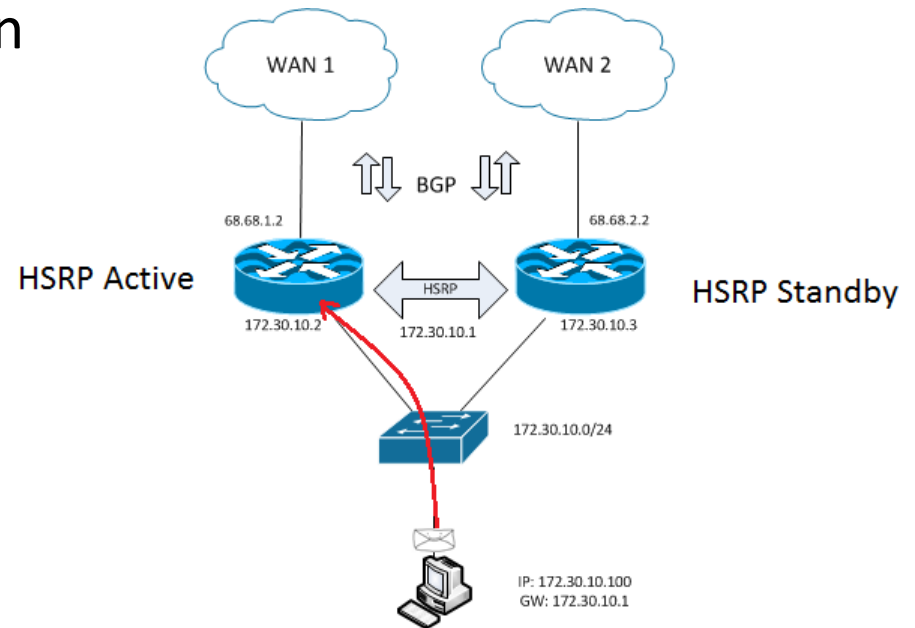 n
WAN 1
WAN 2
BGP
68.68.1.2
68.68.2.2
HSRP Active
HSRP
HSRP Standby
172.30.10.2
172.30.10.1
172.30.10.3
172.30.10.0/24
IP: 172.30.10.100
GW: 172.30.10.1